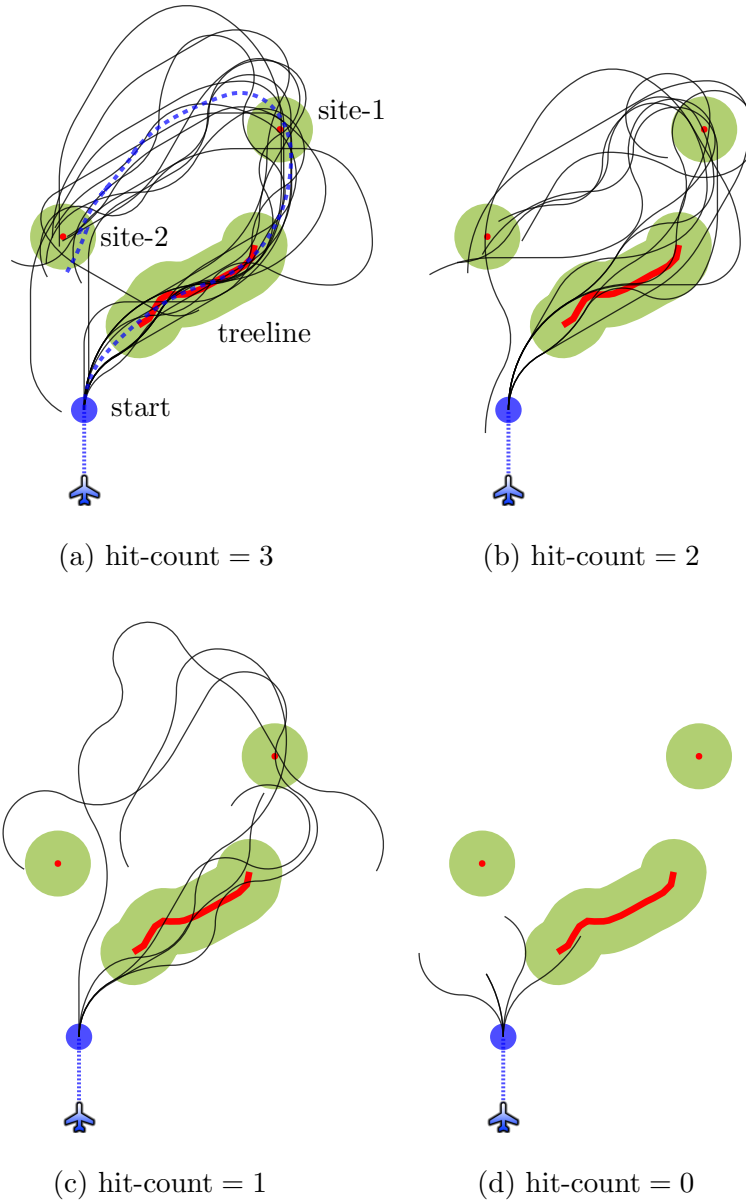 site-1
site-2
treeline
start
(a) hit-count = 3
(b) hit-count = 2
(c) hit-count = 1
(d) hit-count = 0